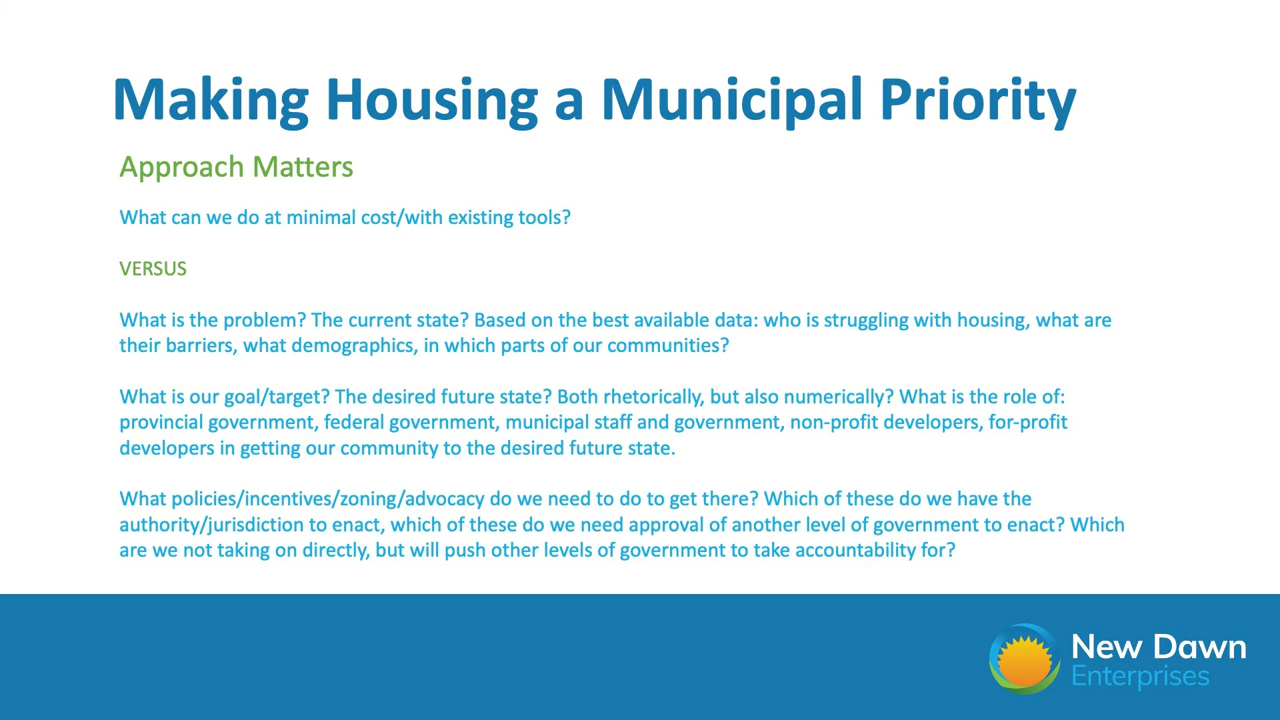 Making Housing a Municipal Priority
Approach Matters
What can we do at minimal cost/with existing tools?
VERSUS
What is the problem? The current state? Based on the best available data: who is struggling with housing, what are
their barriers, what demographics, in which parts of our communities?
What is our goal/target? The desired future state? Both rhetorically, but also numerically? What is the role of:
provincial government, federal government, municipal staff and government, non-profit developers, for-profit
developers in getting our community to the desired future state.
What policies/incentives/zoning/advocacy do we need to do to get there? Which of these do we have the
authority/jurisdiction to enact, which of these do we need approval of another level of government to enact? Which
are we not taking on directly, but will push other levels of government to take accountability for?
New Dawn
Enterprises